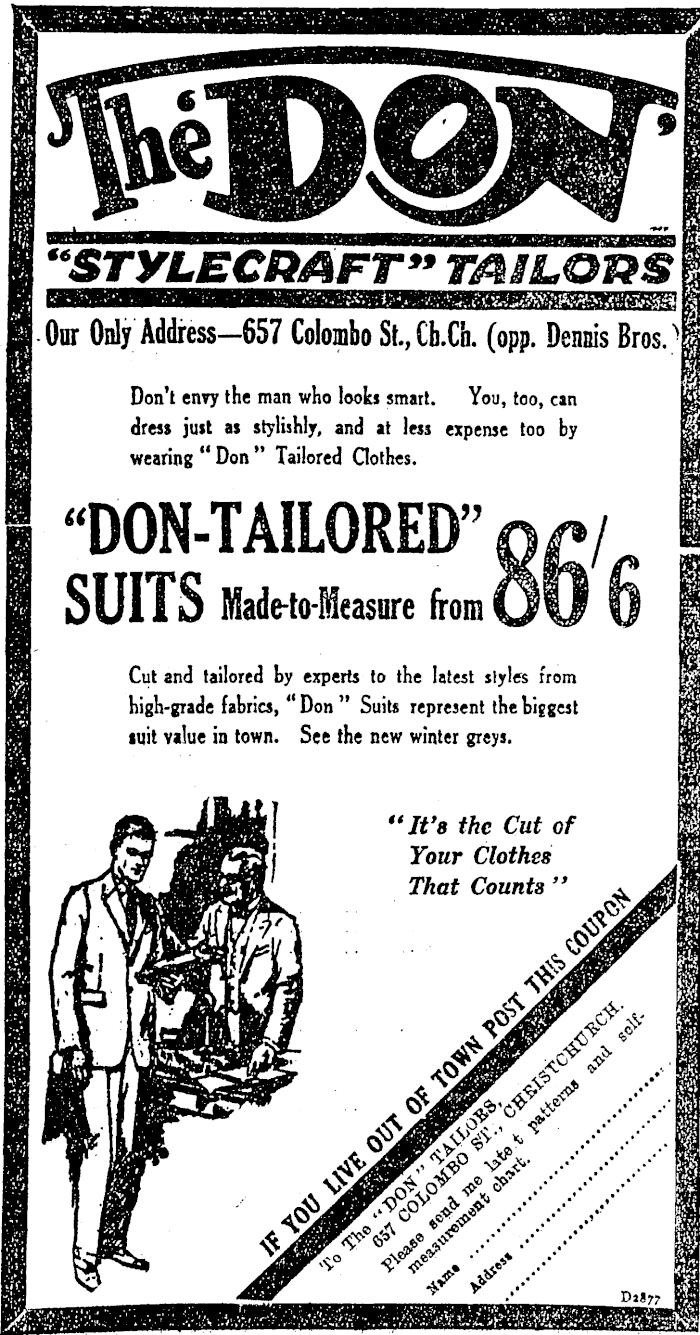 The 'DON'
"STYLECRAFT" TAILORS
Our Only Address—657 Colombo St., Ch.Ch. (opp. Dennis Bros.)
Don't envy the man who looks smart. You, too, can
dress just as stylishly, and at less expense too by
wearing "Don" Tailored Clothes.
"DON-TAILORED"
SUITS Made-to-Measure from 86/6
Cut and tailored by experts to the latest styles from
high-grade fabrics, "Don" Suits represent the biggest
suit value in town. See the new winter greys.
"It's the Cut of
Your Clothes
That Counts"
IF YOU LIVE OUT OF TOWN POST THIS COUPON
To The "DON" TAILORS,
657 COLOMBO ST., CHRISTCHURCH.
Please send me latest patterns and self-
measurement chart.
Name
Address
D2877